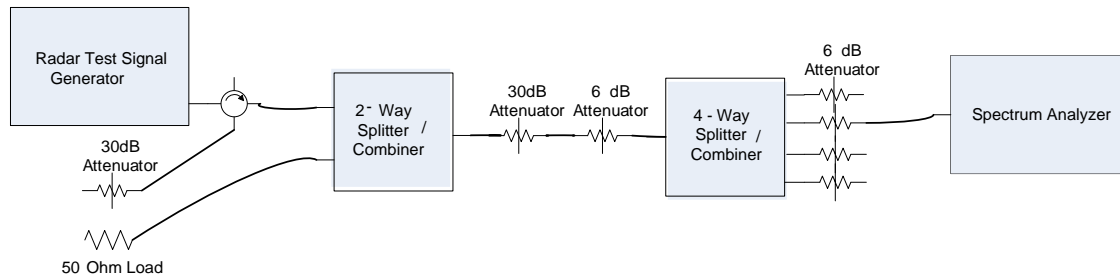 Radar Test Signal
Generator
30dB
Attenuator
50 Ohm Load
2- Way
Splitter /
Combiner
30dB
Attenuator
6 dB
Attenuator
4 - Way
Splitter /
Combiner
6 dB
Attenuator
Spectrum Analyzer